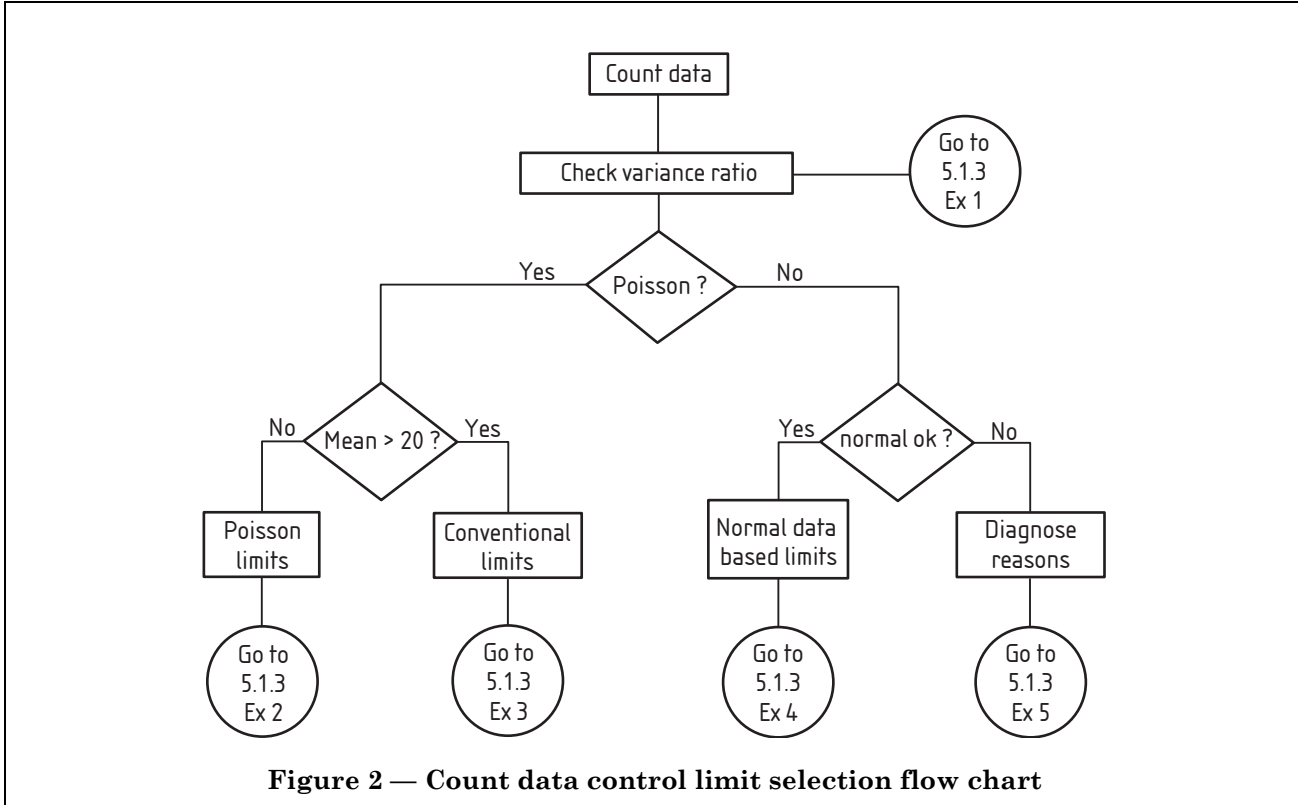 Count data
Check variance ratio
Go to
5.1.3
Ex 1
Poisson ?
Yes
No
Mean > 20 ?
No
Yes
normal ok ?
Yes
No
Poisson
limits
Conventional
limits
Normal data
based limits
Diagnose
reasons
Go to
5.1.3
Ex 2
Go to
5.1.3
Ex 3
Go to
5.1.3
Ex 4
Go to
5.1.3
Ex 5
Figure 2 — Count data control limit selection flow chart